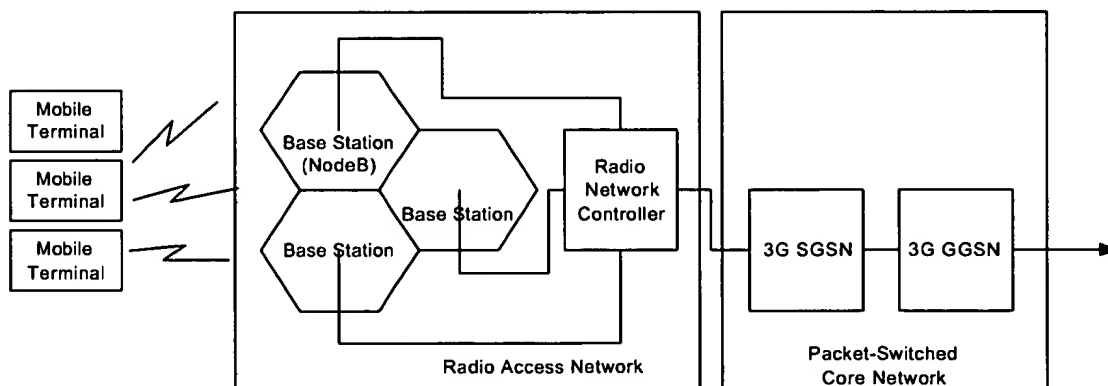 Mobile
Terminal
Mobile
Terminal
Mobile
Terminal
Base Station
(NodeB)
Base Station
Base Station
Radio
Network
Controller
Radio Access Network
3G SGSN
3G GGSN
Packet-Switched
Core Network